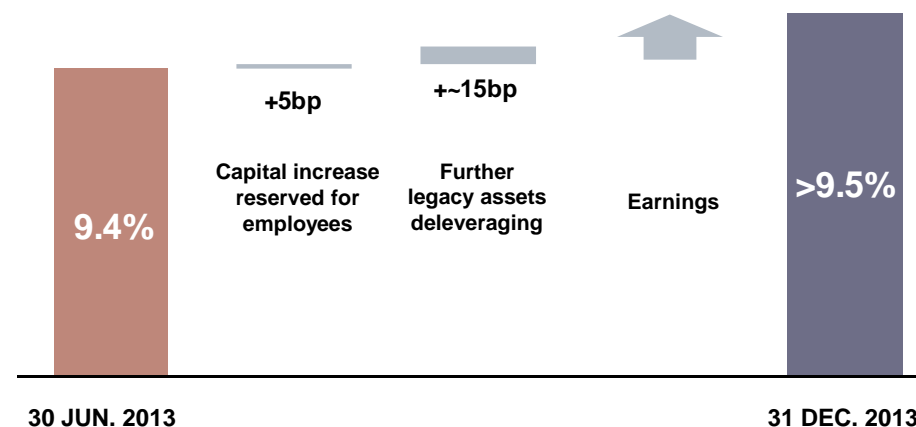 +5bp
+~15bp
Capital increase
reserved for
employees
Further
legacy assets
deleveraging
Earnings
>9.5%
9.4%
30 JUN. 2013
31 DEC. 2013